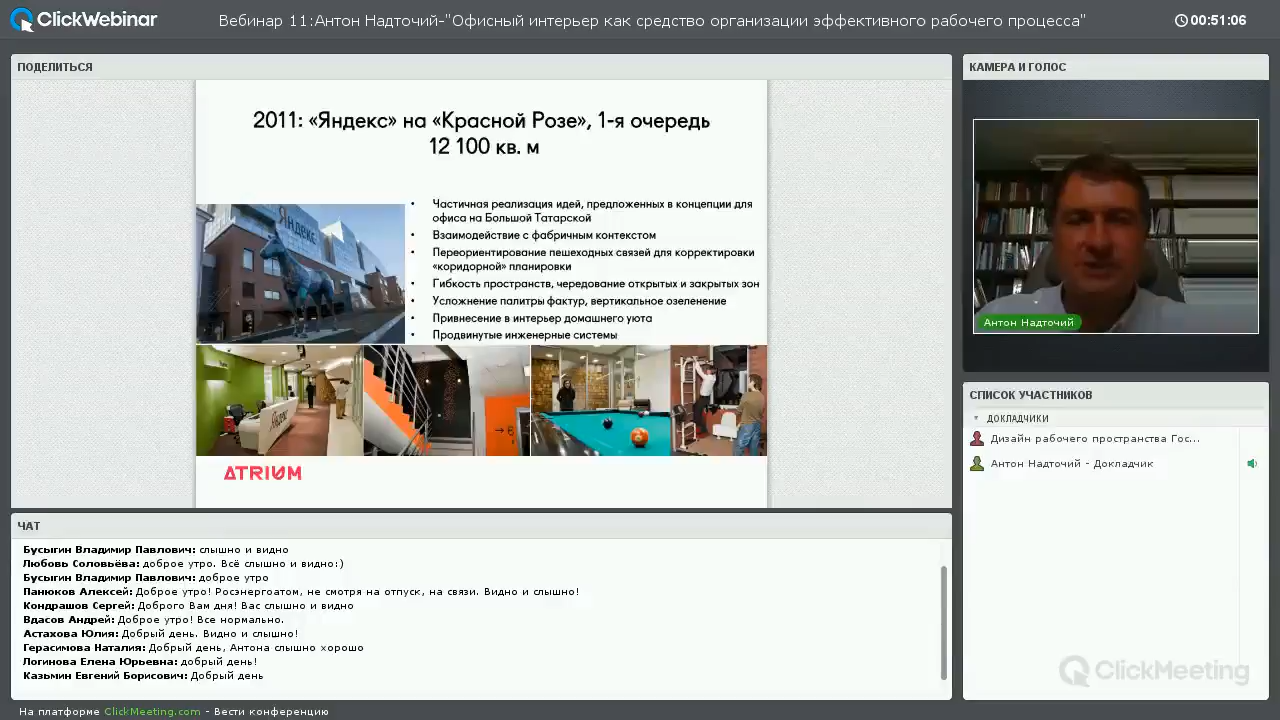 ClickWebinar
Вебинар 11:Антон Надточий-"Офисный интерьер как средство организации эффективного рабочего процесса"
00:51:06
ПОДЕЛИТЬСЯ
2011: «Яндекс» на «Красной Розе», 1-я очередь
12 100 кв. м
• Частичная реализация идей, предложенных в концепции для
офиса на Большой Татарской
• Взаимодействие с фабричным контекстом
• Переориентирование пешеходных связей для корректировки
«коридорной» планировки
• Гибкость пространств, чередование открытых и закрытых зон
• Усложнение палитры фактур, вертикальное озеленение
• Привнесение в интерьер домашнего уюта
• Продвинутые инженерные системы
Яндекс
Яндекс
→6
ATRIUM
КАМЕРА И ГОЛОС
Антон Надточий
СПИСОК УЧАСТНИКОВ
ДОКЛАДЧИКИ
Дизайн рабочего пространства Гос...
Антон Надточий - Докладчик
ClickMeeting
ЧАТ
Бусыгин Владимир Павлович: слышно и видно
Любовь Соловьёва: доброе утро. Всё слышно и видно:)
Бусыгин Владимир Павлович: доброе утро
Панюков Алексей: Доброе утро! Росэнергоатом, не смотря на отпуск, на связи. Видно и слышно!
Кондрашов Сергей: Доброго Вам дня! Вас слышно и видно
Вдасов Андрей: Доброе утро! Все нормально.
Астахова Юлия: Добрый день. Видно и слышно!
Герасимова Наталия: Добрый день, Антона слышно хорошо
Логинова Елена Юрьевна: добрый день!
Казьмин Евгений Борисович: Добрый день
На платформе ClickMeeting.com - Вести конференцию